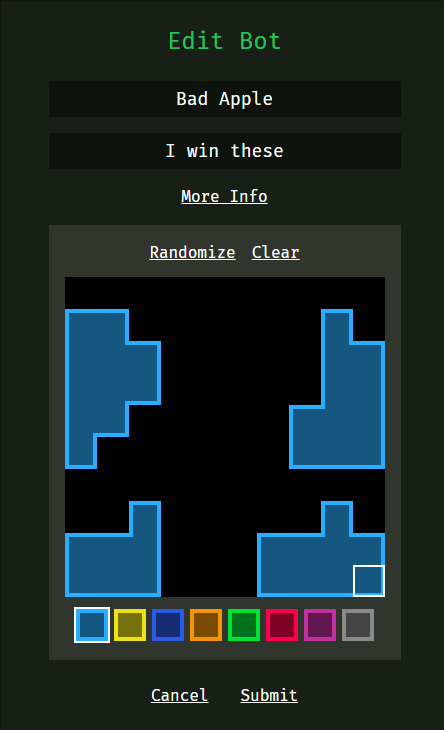 Edit Bot
Bad Apple
I win these
More Info
Randomize Clear
Cancel Submit